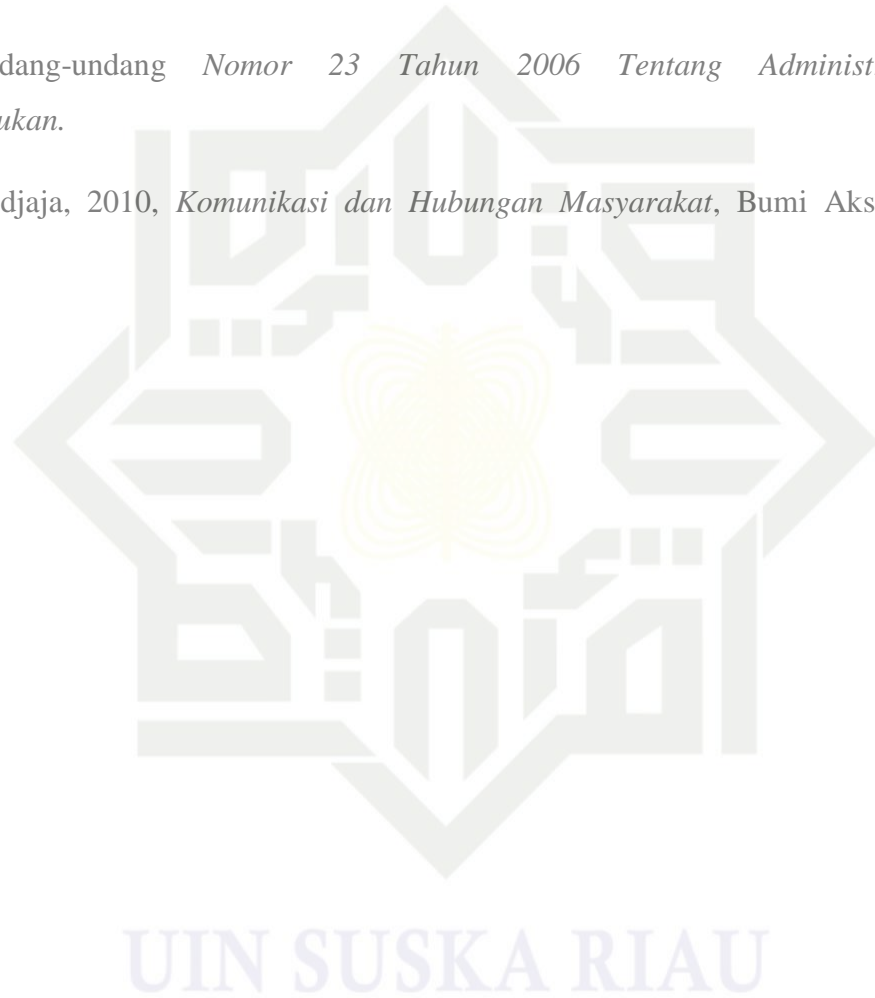 dang-undang Nomor 23 Tahun 2006 Tentang Administ
ukan.
djaja, 2010, Komunikasi dan Hubungan Masyarakat, Bumi Aks
UIN SUSKA RIAU